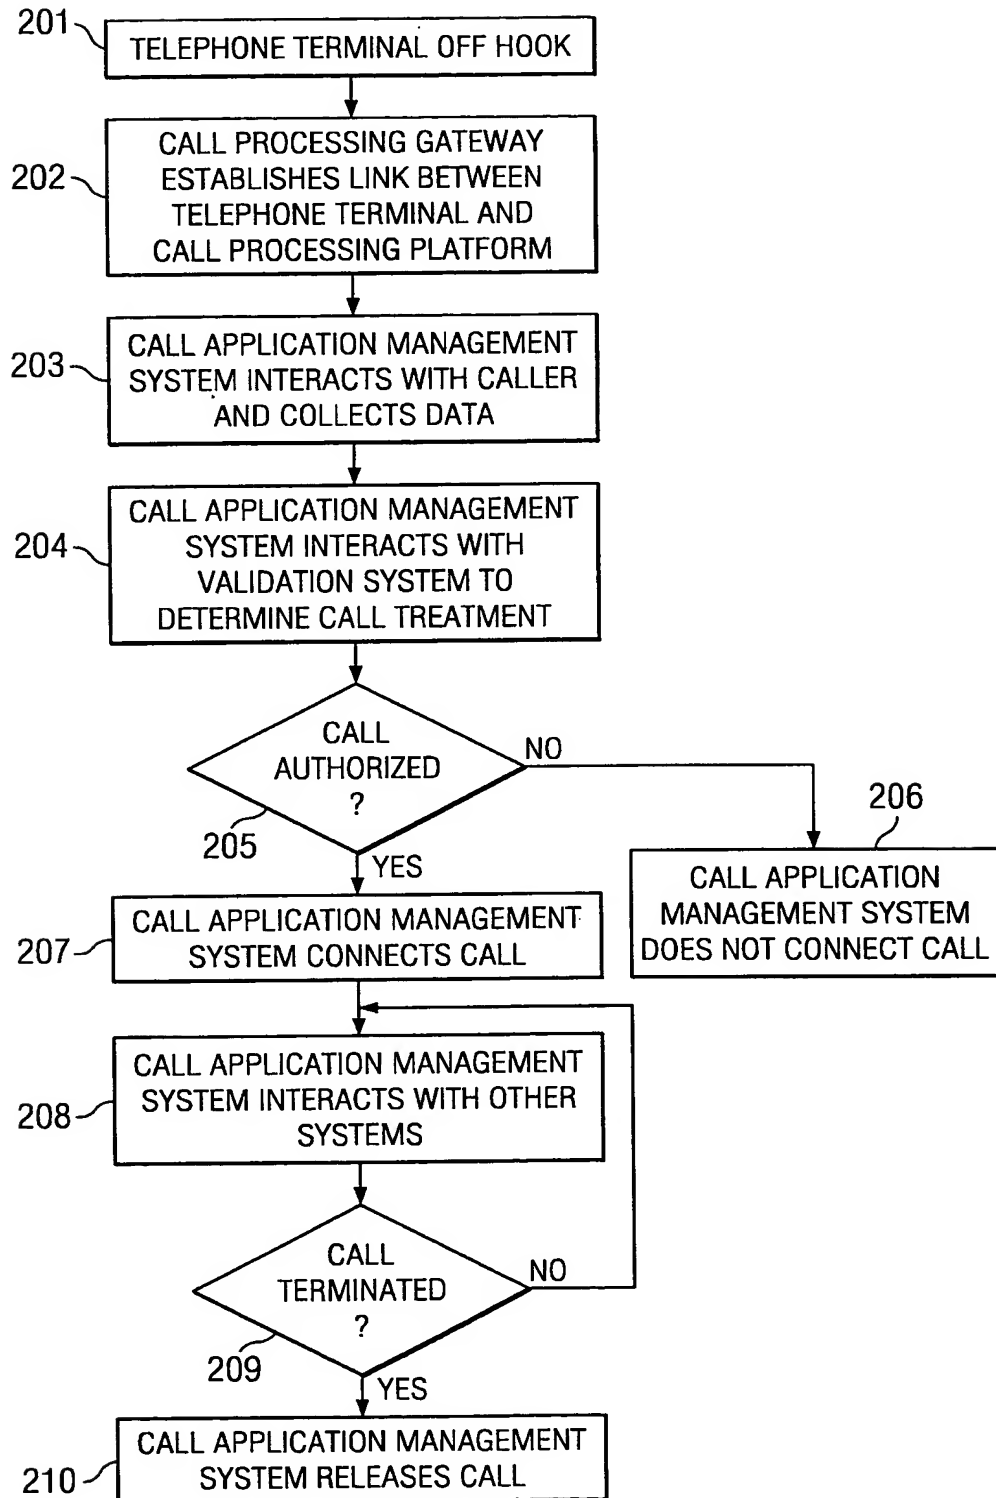 201
TELEPHONE TERMINAL OFF HOOK
202
CALL PROCESSING GATEWAY
ESTABLISHES LINK BETWEEN
TELEPHONE TERMINAL AND
CALL PROCESSING PLATFORM
203
CALL APPLICATION MANAGEMENT
SYSTEM INTERACTS WITH CALLER
AND COLLECTS DATA
204
CALL APPLICATION MANAGEMENT
SYSTEM INTERACTS WITH
VALIDATION SYSTEM TO
DETERMINE CALL TREATMENT
CALL
AUTHORIZED
?
205
NO
YES
206
CALL APPLICATION
MANAGEMENT SYSTEM
DOES NOT CONNECT CALL
207
CALL APPLICATION MANAGEMENT
SYSTEM CONNECTS CALL
208
CALL APPLICATION MANAGEMENT
SYSTEM INTERACTS WITH OTHER
SYSTEMS
CALL
TERMINATED
?
209
NO
YES
210
CALL APPLICATION MANAGEMENT
SYSTEM RELEASES CALL